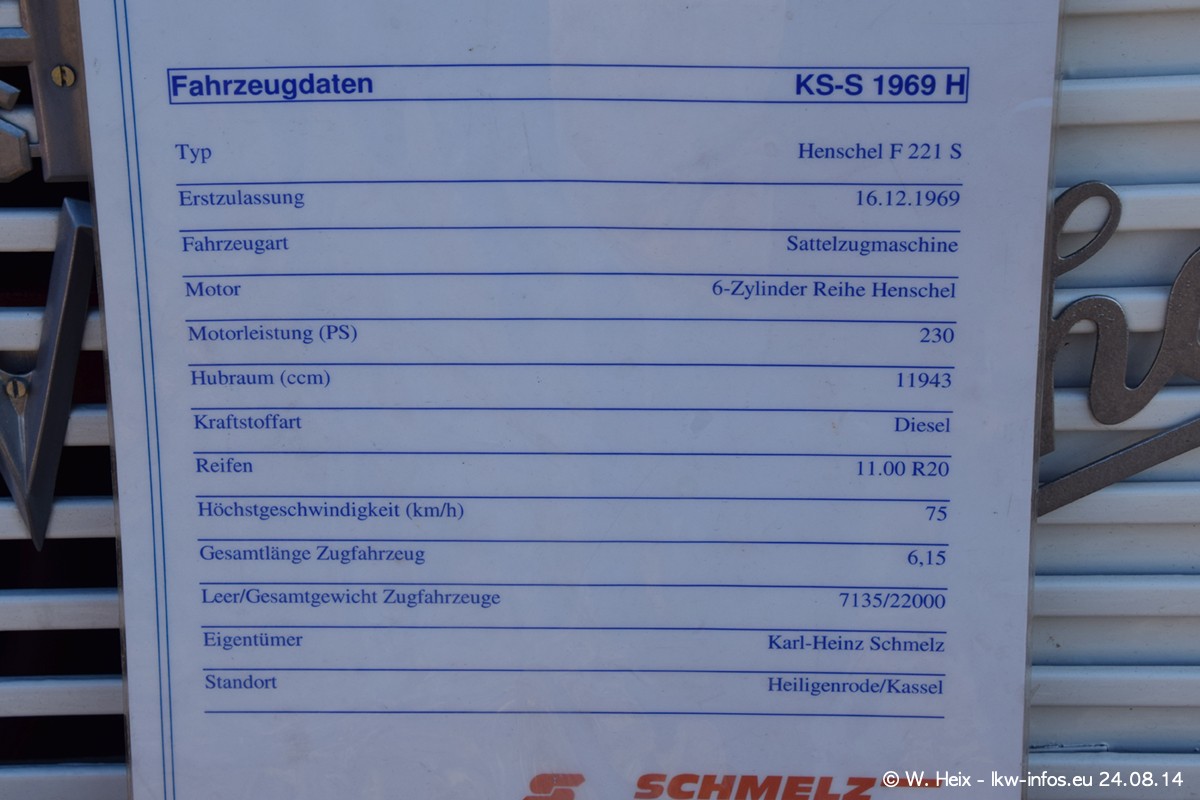 Fahrzeugdaten KS-S 1969 H
Typ Henschel F 221 S
Erstzulassung 16.12.1969
Fahrzeugart Sattelzugmaschine
Motor 6-Zylinder Reihe Henschel
Motorleistung (PS) 230
Hubraum (ccm) 11943
Kraftstoffart Diesel
Reifen 11.00 R20
Höchstgeschwindigkeit (km/h) 75
Gesamtlänge Zugfahrzeug 6,15
Leer/Gesamtgewicht Zugfahrzeuge 7135/22000
Eigentümer Karl-Heinz Schmelz
Standort Heiligenrode/Kassel
SCHMELZ
© W. Heix - lkw-infos.eu 24.08.14